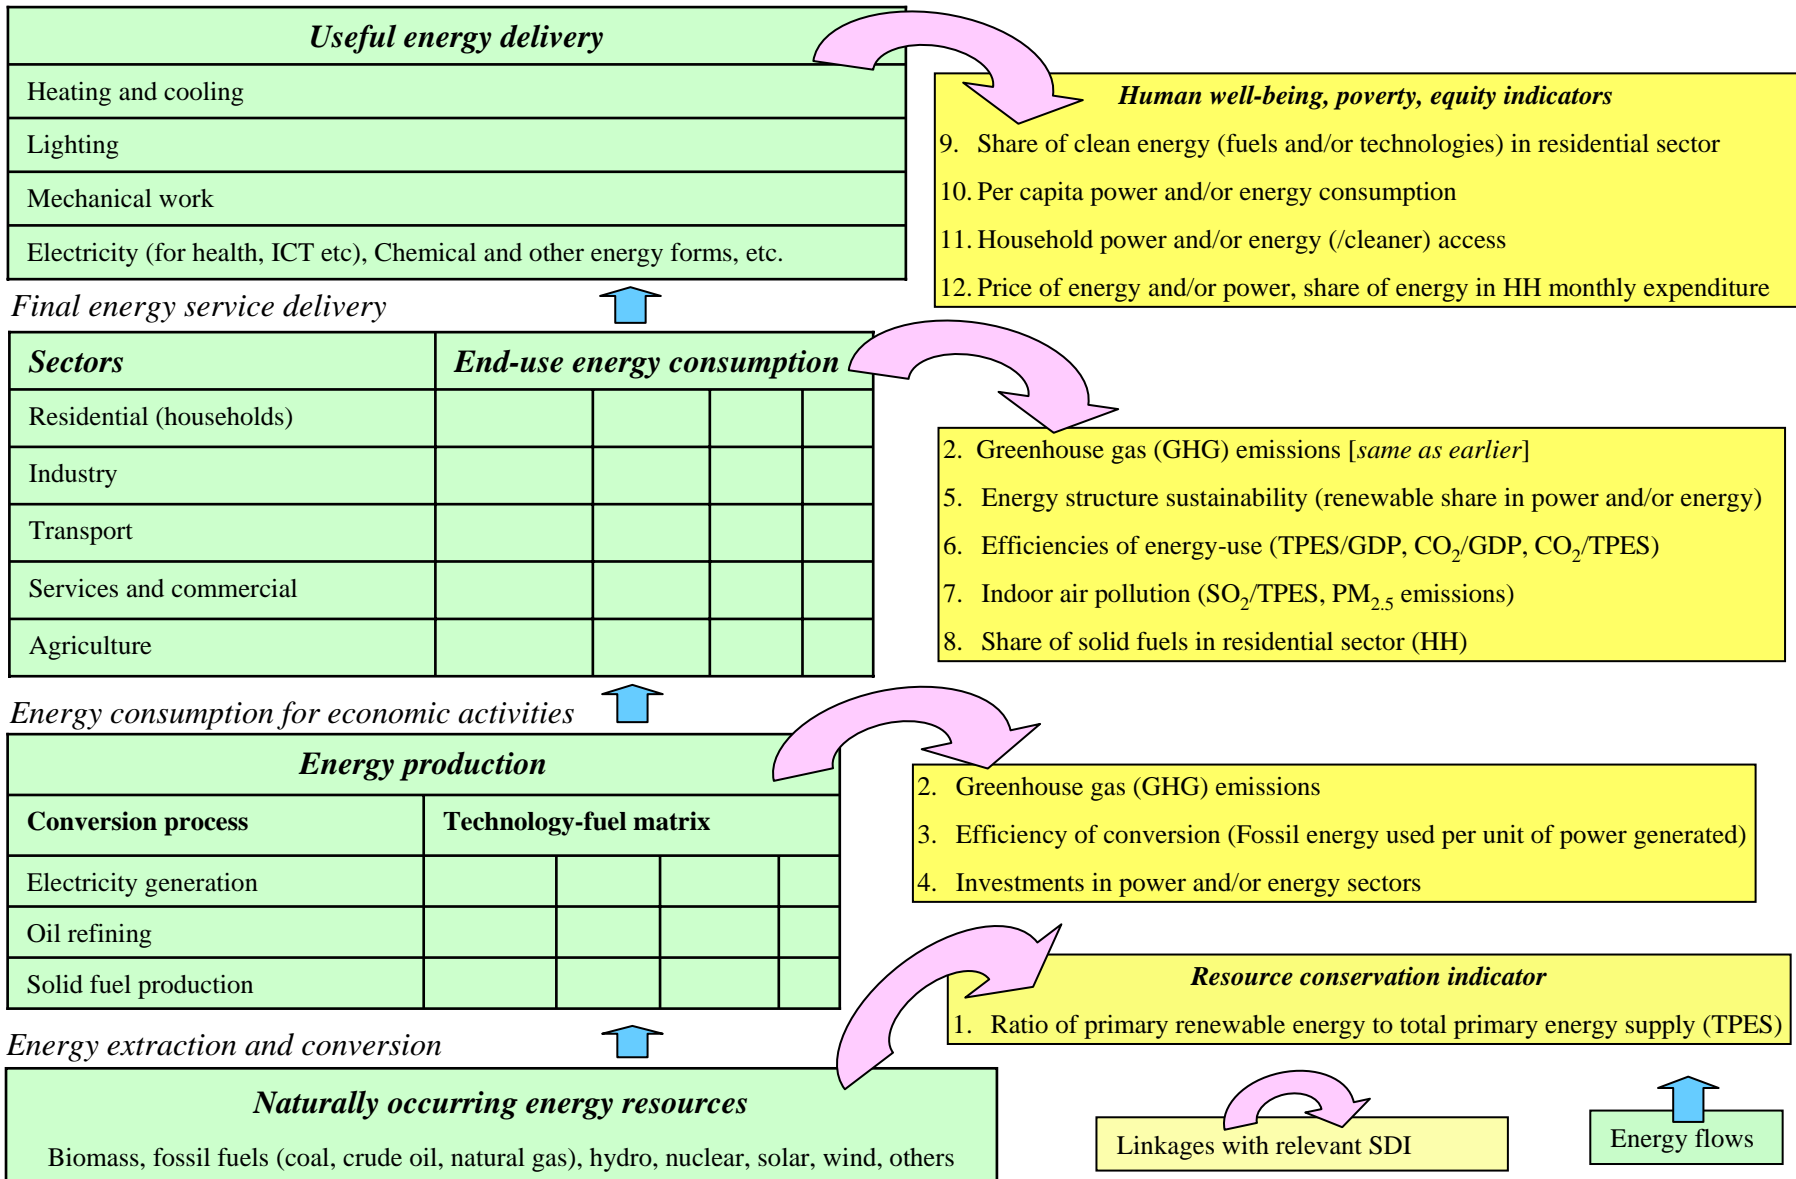 Useful energy delivery
Heating and cooling
Lighting
Mechanical work
Electricity (for health, ICT etc), Chemical and other energy forms, etc.
Human well-being, poverty, equity indicators
9. Share of clean energy (fuels and/or technologies) in residential sector
10. Per capita power and/or energy consumption
11. Household power and/or energy (/cleaner) access
12. Price of energy and/or power, share of energy in HH monthly expenditure
Final energy service delivery
Sectors End-use energy consumption
Residential (households)
Industry
Transport
Services and commercial
Agriculture
2. Greenhouse gas (GHG) emissions [same as earlier]
5. Energy structure sustainability (renewable share in power and/or energy)
6. Efficiencies of energy-use (TPES/GDP, CO2/GDP, CO2/TPES)
7. Indoor air pollution (SO2/TPES, PM2.5 emissions)
8. Share of solid fuels in residential sector (HH)
Energy consumption for economic activities
Energy production
Conversion process Technology-fuel matrix
Electricity generation
Oil refining
Solid fuel production
2. Greenhouse gas (GHG) emissions
3. Efficiency of conversion (Fossil energy used per unit of power generated)
4. Investments in power and/or energy sectors
Energy extraction and conversion
Resource conservation indicator
1. Ratio of primary renewable energy to total primary energy supply (TPES)
Naturally occurring energy resources
Biomass, fossil fuels (coal, crude oil, natural gas), hydro, nuclear, solar, wind, others
Linkages with relevant SDI
Energy flows